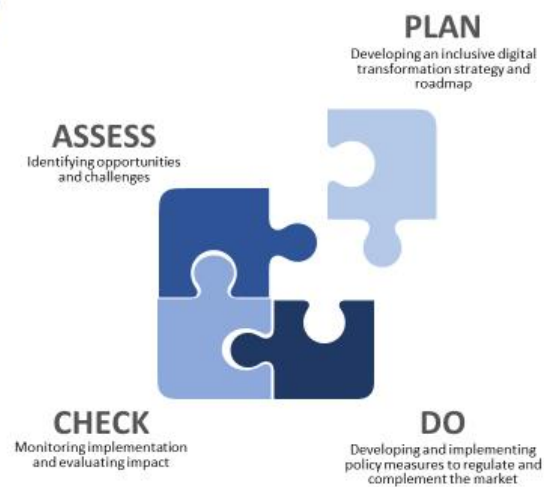 PLAN
Developing an inclusive digital
transformation strategy and
roadmap
ASSESS
Identifying opportunities
and challenges
CHECK
Monitoring implementation
and evaluating impact
DO
Developing and implementing
policy measures to regulate and
complement the market